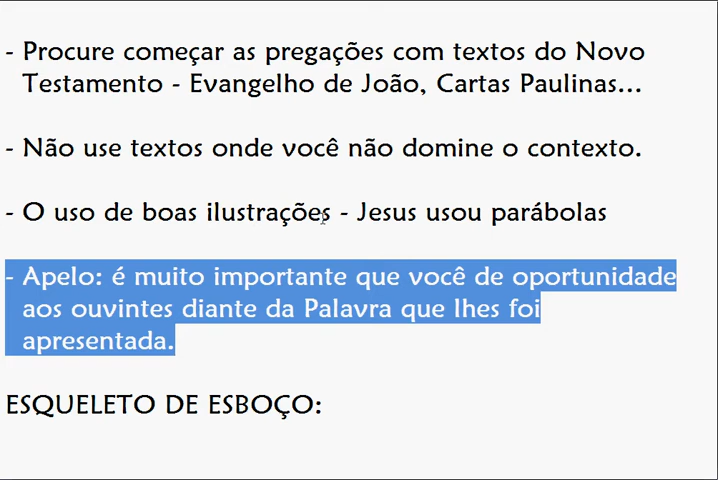 - Procure começar as pregações com textos do Novo
Testamento - Evangelho de João, Cartas Paulinas...
- Não use textos onde você não domine o contexto.
- O uso de boas ilustrações - Jesus usou parábolas
- Apelo: é muito importante que você de oportunidade
aos ouvintes diante da Palavra que lhes foi
apresentada.
ESQUELETO DE ESBOÇO: